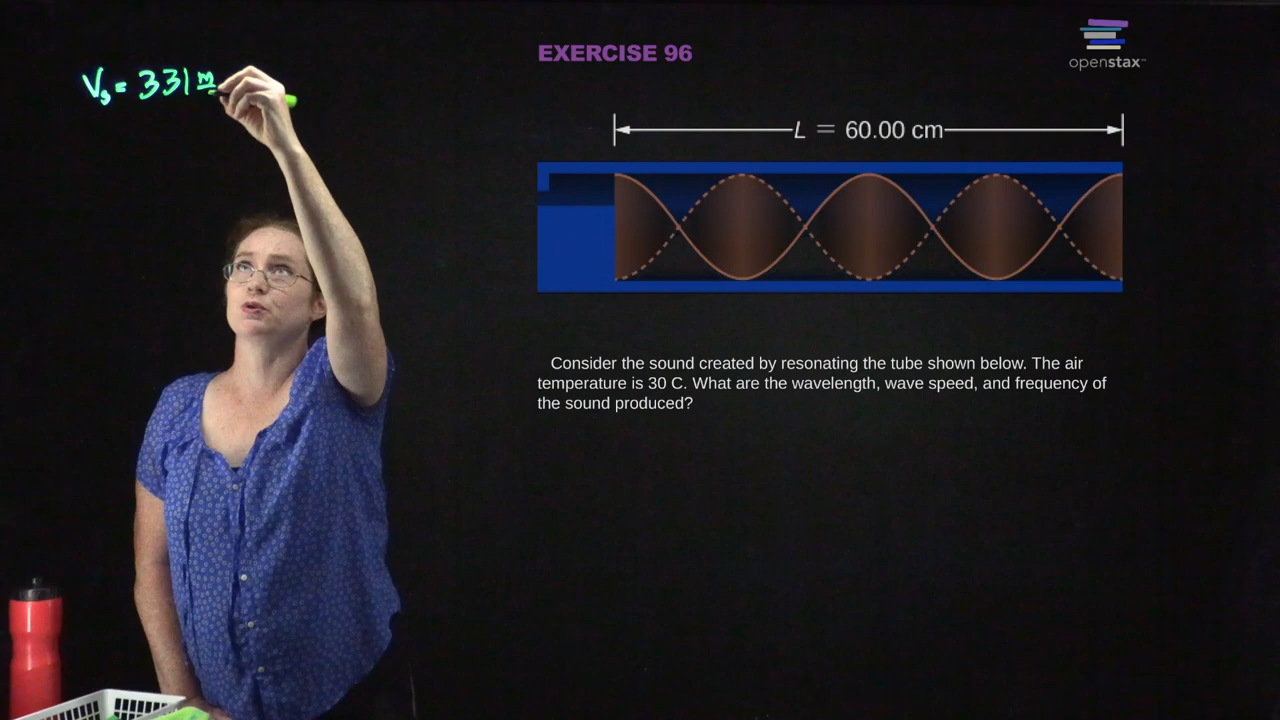 EXERCISE 96
openstax™
Vs = 331 m
L = 60.00 cm
Consider the sound created by resonating the tube shown below. The air
temperature is 30 C. What are the wavelength, wave speed, and frequency of
the sound produced?